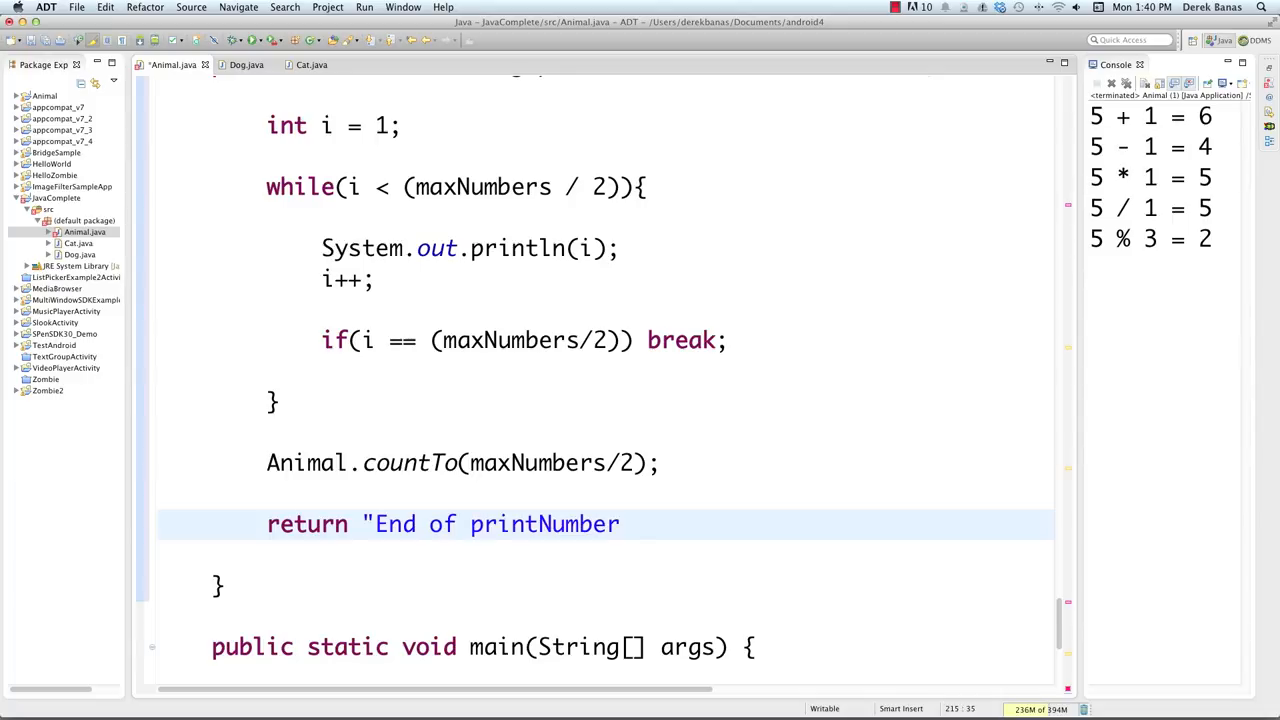 ADT File Edit Refactor Source Navigate Search Project Run Window Help 10 Mon 1:40 PM Derek Banas
Java - JavaComplete/src/Animal.java - ADT - /Users/derekbanas/Documents/android4
Quick Access Java DDMS
Package Exp
*Animal.java Dog.java Cat.java
Console
<terminated> Animal (1) [Java Application] /S
Animal
appcompat_v7
appcompat_v7_2
appcompat_v7_3
appcompat_v7_4
BridgeSample
HelloWorld
HelloZombie
ImageFilterSampleApp
JavaComplete
src
(default package)
Animal.java
Cat.java
Dog.java
JRE System Library [Ja
ListPickerExample2Activi
MediaBrowser
MultiWindowSDKExample
MusicPlayerActivity
SlookActivity
SPenSDK30_Demo
TestAndroid
TextGroupActivity
VideoPlayerActivity
Zombie
Zombie2
int i = 1;
while(i < (maxNumbers / 2)){
System.out.println(i);
i++;
if(i == (maxNumbers/2)) break;
}
Animal.countTo(maxNumbers/2);
return "End of printNumber
}
public static void main(String[] args) {
5 + 1 = 6
5 - 1 = 4
5 * 1 = 5
5 / 1 = 5
5 % 3 = 2
Writable Smart Insert 215 : 35 236M of 394M